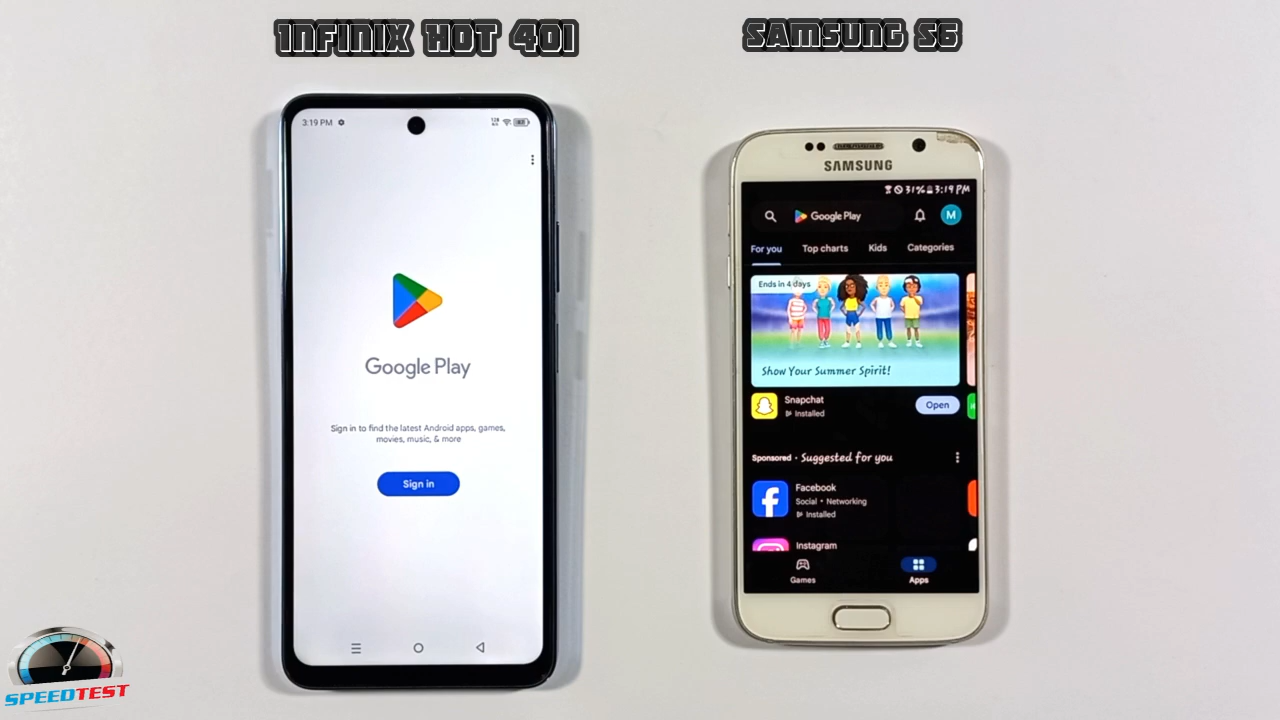 INFINIX HOT 40I
SAMSUNG S6
3:19 PM
Google Play
Sign in to find the latest Android apps, games,
movies, music, & more
Sign in
SAMSUNG
31% 3:19 PM
Google Play
M
For you Top charts Kids Categories
Ends in 4 days
Show Your Summer Spirit!
Snapchat
Installed
Open
Sponsored · Suggested for you
Facebook
Social • Networking
Installed
Instagram
Games Apps
SPEEDTEST